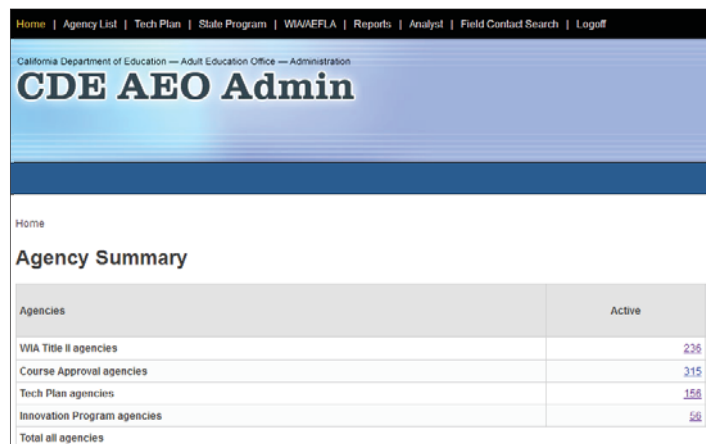 Home | Agency List | Tech Plan | State Program | WIA/AEFLA | Reports | Analyst | Field Contact Search | Logoff
California Department of Education — Adult Education Office — Administration
CDE AEO Admin
Home
Agency Summary
Agencies Active
WIA Title II agencies 236
Course Approval agencies 315
Tech Plan agencies 156
Innovation Program agencies 56
Total all agencies